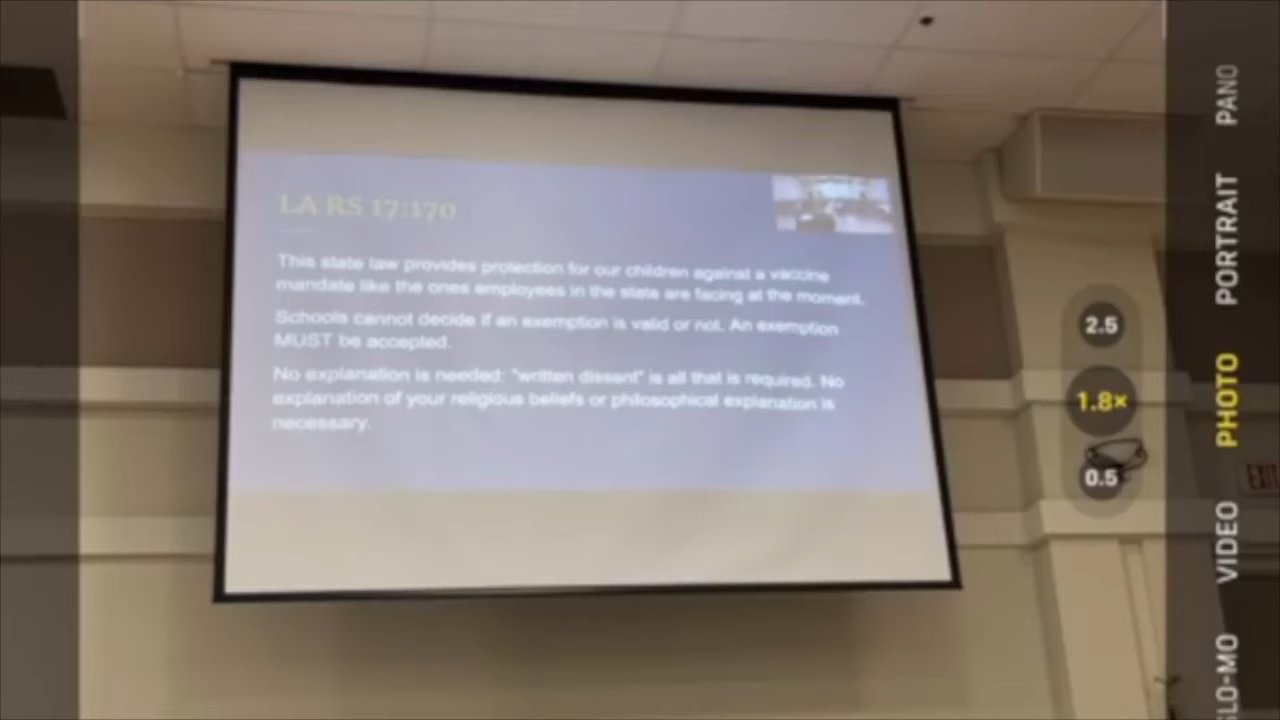 LA RS 17:170
This state law provides protection for our children against a vaccine
mandate like the ones employees in the state are facing at the moment.
Schools cannot decide if an exemption is valid or not. An exemption
MUST be accepted.
No explanation is needed: "written dissent" is all that is required. No
explanation of your religious beliefs or philosophical explanation is
necessary.
2.5
1.8×
0.5
PANO
PORTRAIT
PHOTO
VIDEO
SLO-MO